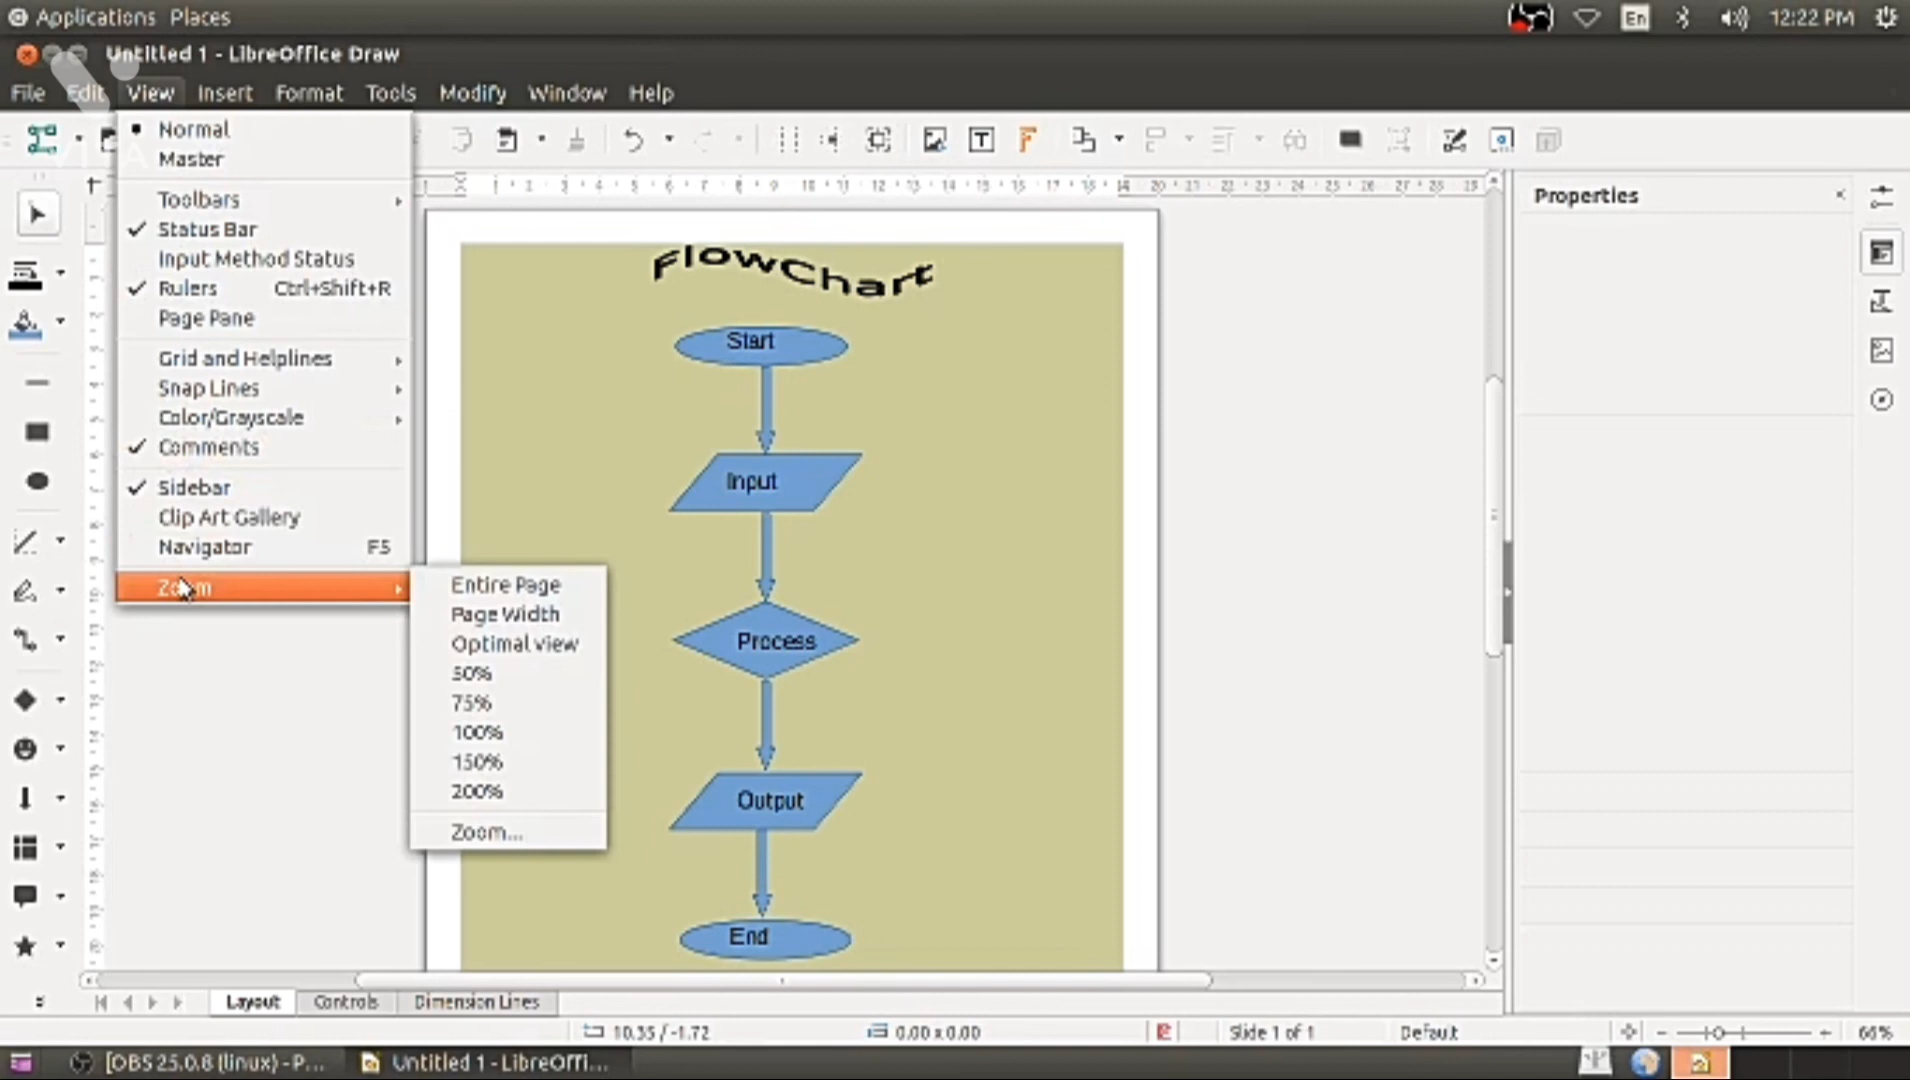 Applications Places
En
12:22 PM
Untitled 1 - LibreOffice Draw
File Edit View Insert Format Tools Modify Window Help
Normal
Master
Toolbars
Status Bar
Input Method Status
Rulers Ctrl+Shift+R
Page Pane
Grid and Helplines
Snap Lines
Color/Grayscale
Comments
Sidebar
Clip Art Gallery
Navigator F5
Zoom
Entire Page
Page Width
Optimal view
50%
75%
100%
150%
200%
Zoom...
Properties
FlowChart
Start
Input
Process
Output
End
Layout Controls Dimension Lines
10.35 / -1.72 0.00 x 0.00 Slide 1 of 1 Default 66%
[OBS 25.0.8 (linux) - P... Untitled 1 - LibreOffi...